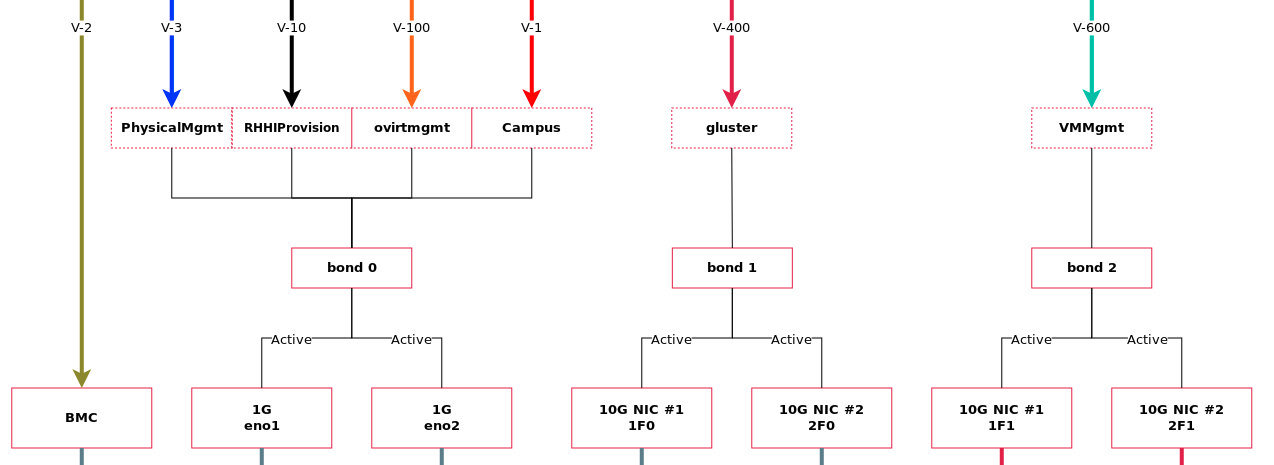 V-2
V-3
V-10
V-100
V-1
V-400
V-600
PhysicalMgmt
RHHIProvision
ovirtmgmt
Campus
gluster
VMMgmt
bond 0
bond 1
bond 2
Active
Active
Active
Active
Active
Active
BMC
1G
eno1
1G
eno2
10G NIC #1
1F0
10G NIC #2
2F0
10G NIC #1
1F1
10G NIC #2
2F1